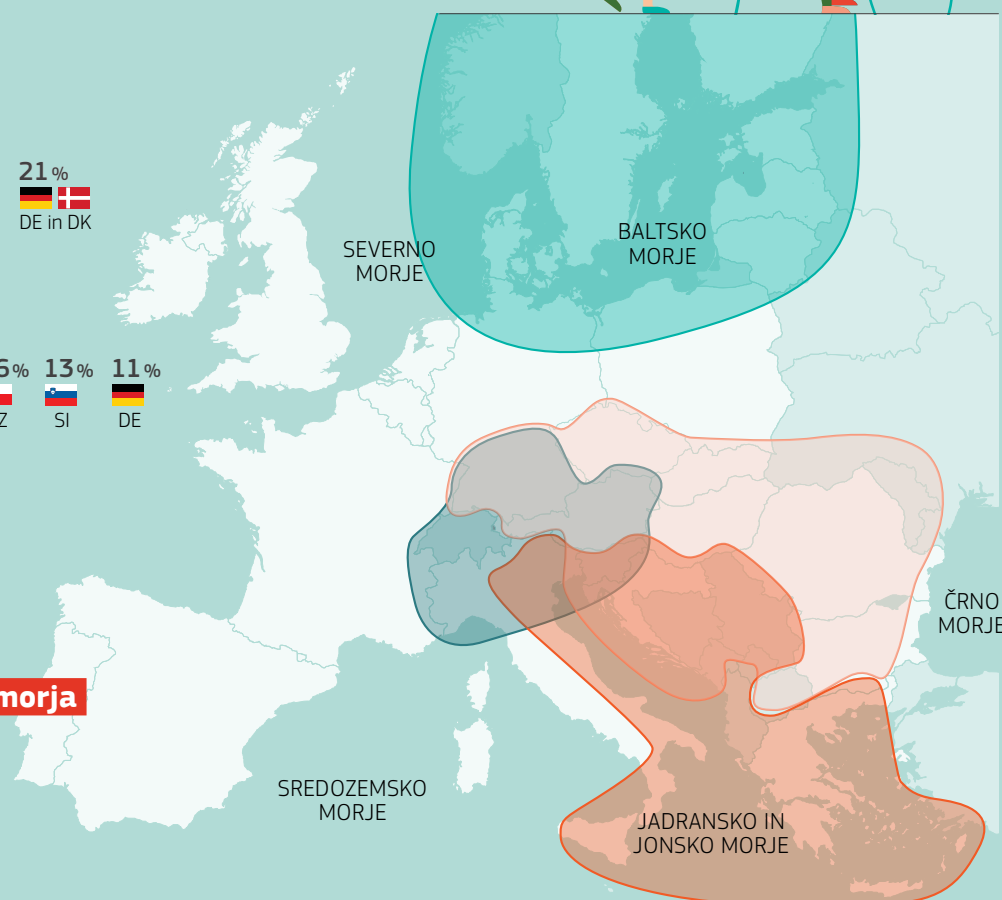 21 %
DE in DK
SEVERNO
MORJE
BALTSKO
MORJE
13 % 11 %
SI DE
ČRNO
MORJE
morja
SREDOZEMSKO
MORJE
JADRANSKO IN
JONSKO MORJE